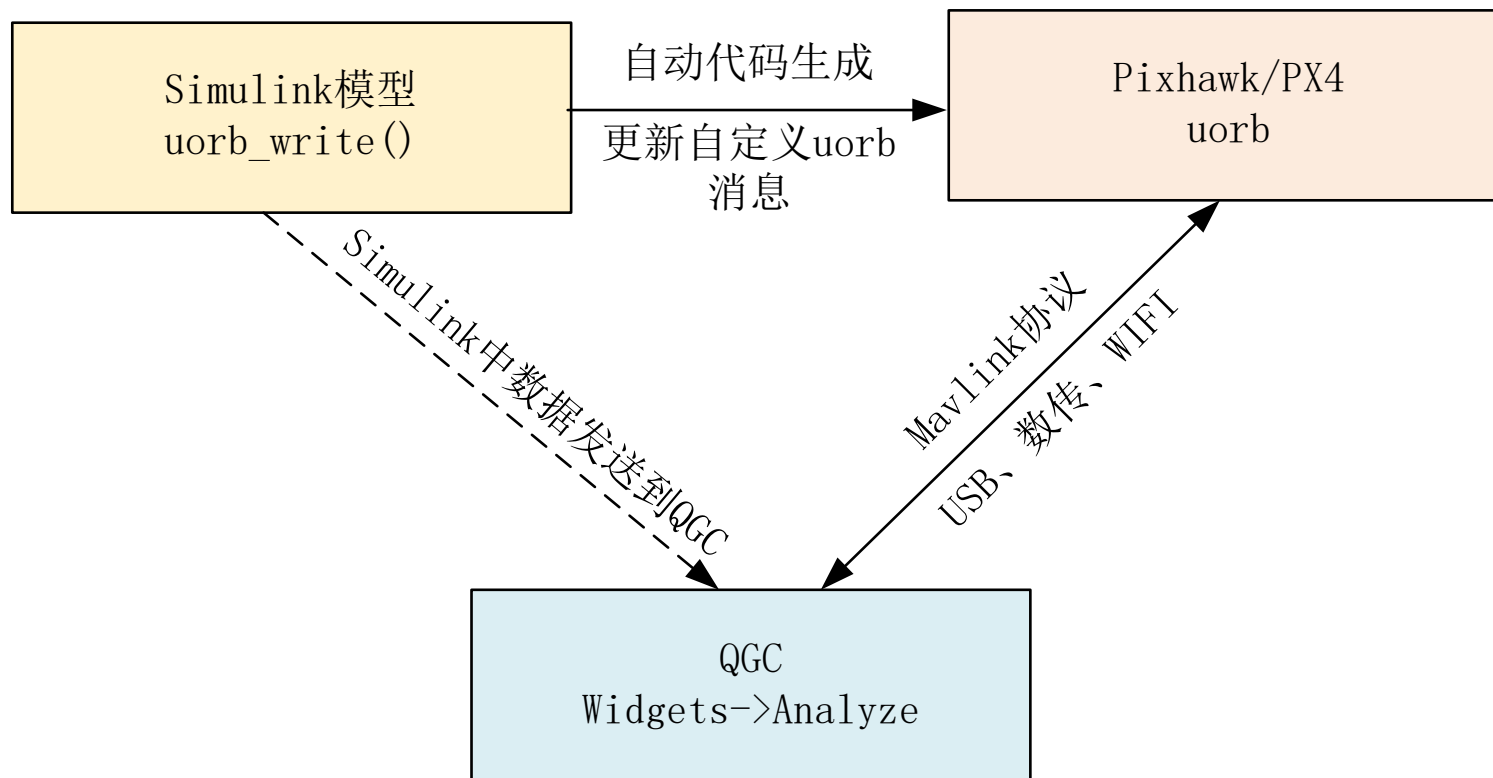 Simulink模型
uorb_write()
自动代码生成
更新自定义uorb
消息
Pixhawk/PX4
uorb
Simulink中数据发送到QGC
Mavlink协议
USB、数传、WIFI
QGC
Widgets->Analyze